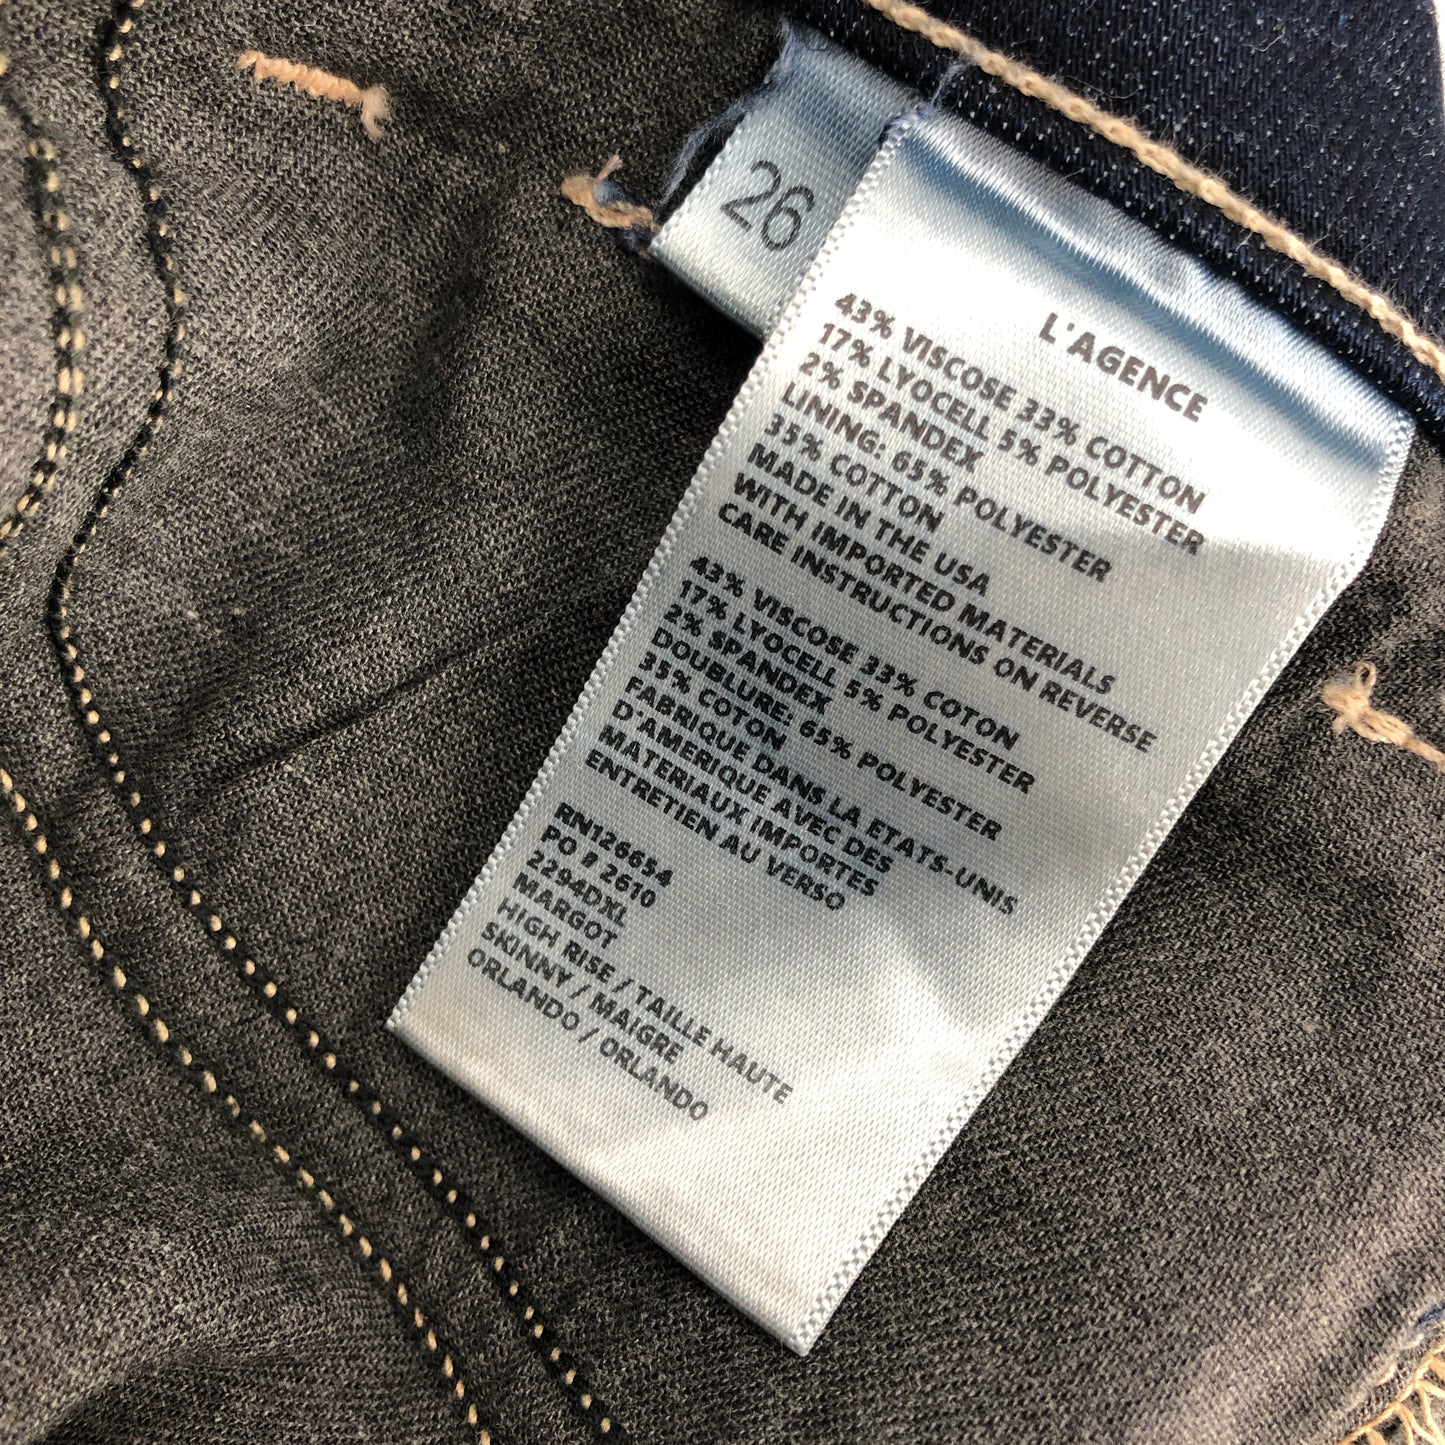 26
L'AGENCE
43% VISCOSE 33% COTTON
17% LYOCELL 5% POLYESTER
2% SPANDEX
LINING: 65% POLYESTER
35% COTTON
MADE IN THE USA
WITH IMPORTED MATERIALS
CARE INSTRUCTIONS ON REVERSE
43% VISCOSE 33% COTON
17% LYOCELL 5% POLYESTER
2% SPANDEX
DOUBLURE: 65% POLYESTER
35% COTON
FABRIQUE DANS LA ETATS-UNIS
D'AMERIQUE AVEC DES
MATERIAUX IMPORTES
ENTRETIEN AU VERSO
RN126654
PO # 2610
2294DXL
MARGOT
HIGH RISE / TAILLE HAUTE
SKINNY / MAIGRE
ORLANDO / ORLANDO